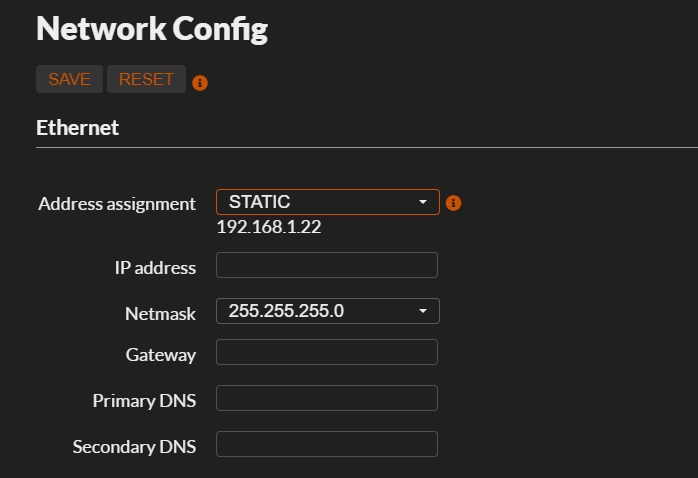 Network Config
SAVE RESET
Ethernet
Address assignment STATIC
192.168.1.22
IP address
Netmask 255.255.255.0
Gateway
Primary DNS
Secondary DNS